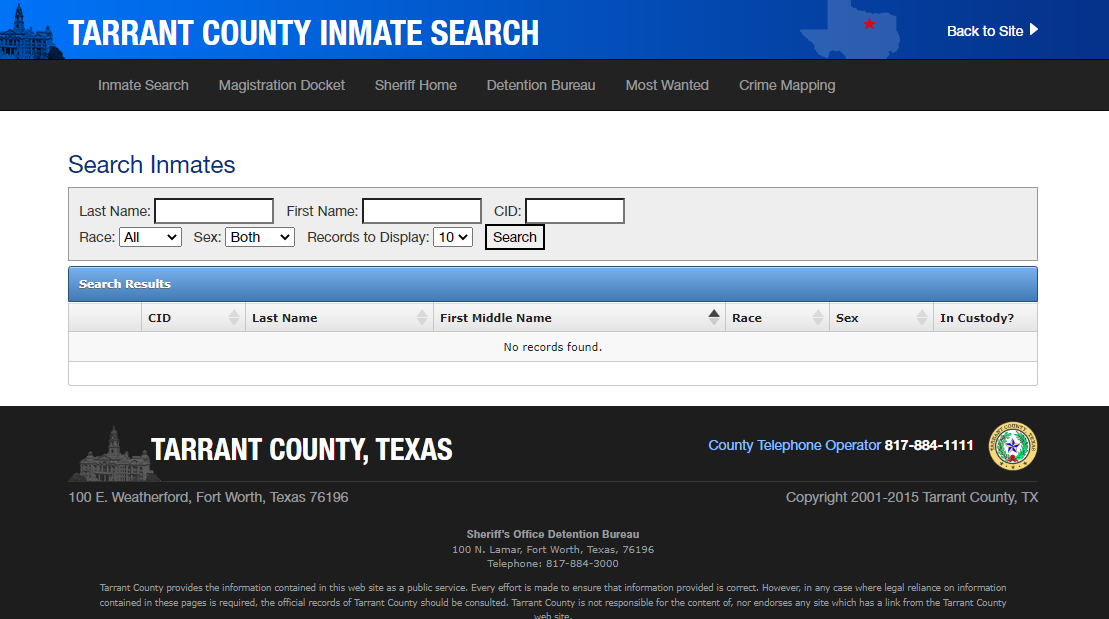 TARRANT COUNTY INMATE SEARCH
Back to Site
Inmate Search Magistration Docket Sheriff Home Detention Bureau Most Wanted Crime Mapping
Search Inmates
Last Name: First Name: CID:
Race: All Sex: Both Records to Display: 10 Search
Search Results
CID Last Name First Middle Name Race Sex In Custody?
No records found.
TARRANT COUNTY, TEXAS
County Telephone Operator 817-884-1111
100 E. Weatherford, Fort Worth, Texas 76196
Copyright 2001-2015 Tarrant County, TX
Sheriff's Office Detention Bureau
100 N. Lamar, Fort Worth, Texas, 76196
Telephone: 817-884-3000
Tarrant County provides the information contained in this web site as a public service. Every effort is made to ensure that information provided is correct. However, in any case where legal reliance on information
contained in these pages is required, the official records of Tarrant County should be consulted. Tarrant County is not responsible for the content of, nor endorses any site which has a link from the Tarrant County
web site.